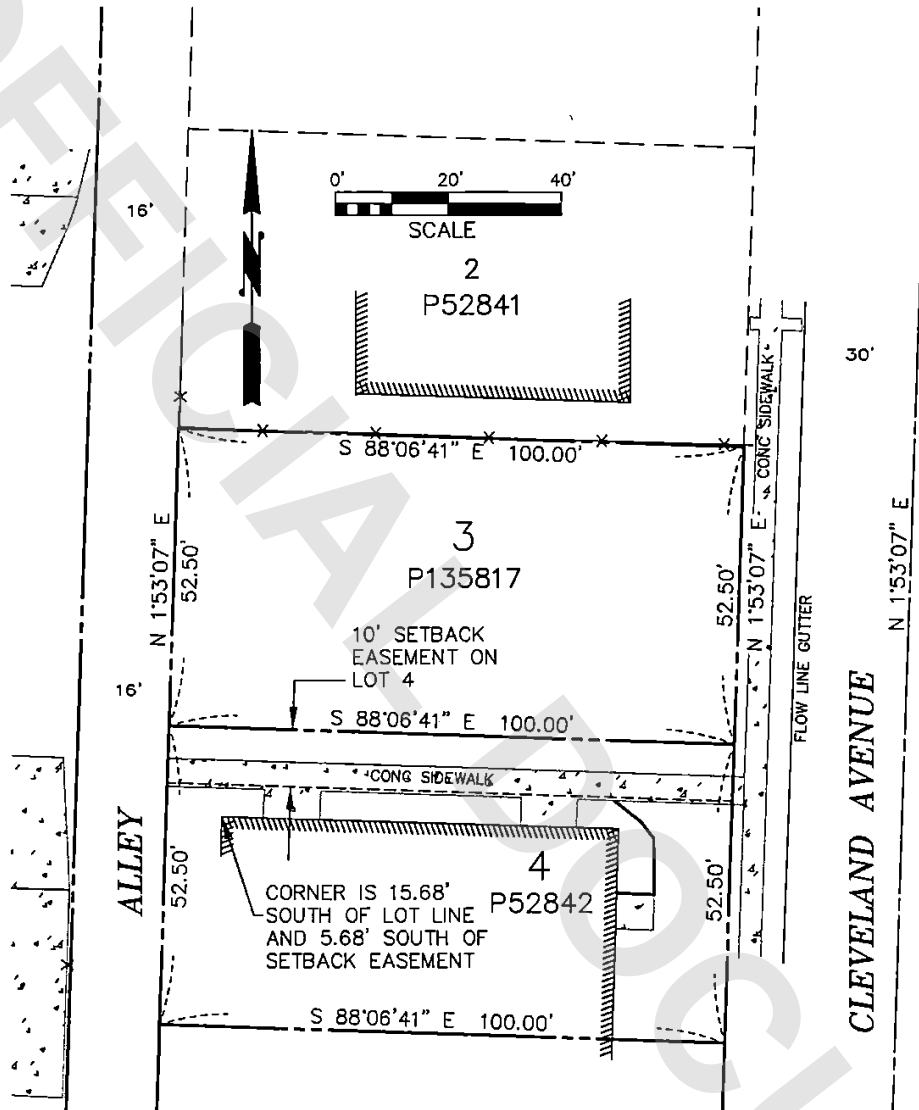 0' 20' 40'
SCALE
16'
N
2
P52841
30'
CONC SIDEWALK
S 88°06'41" E 100.00'
3
P135817
N 1°53'07" E
52.50'
52.50'
N 1°53'07" E
N 1°53'07" E
FLOW LINE GUTTER
10' SETBACK
EASEMENT ON
LOT 4
16'
S 88°06'41" E 100.00'
CONC SIDEWALK
CLEVELAND AVENUE
ALLEY
52.50'
4
P52842
52.50'
CORNER IS 15.68'
SOUTH OF LOT LINE
AND 5.68' SOUTH OF
SETBACK EASEMENT
S 88°06'41" E 100.00'
OFFICIAL DOC